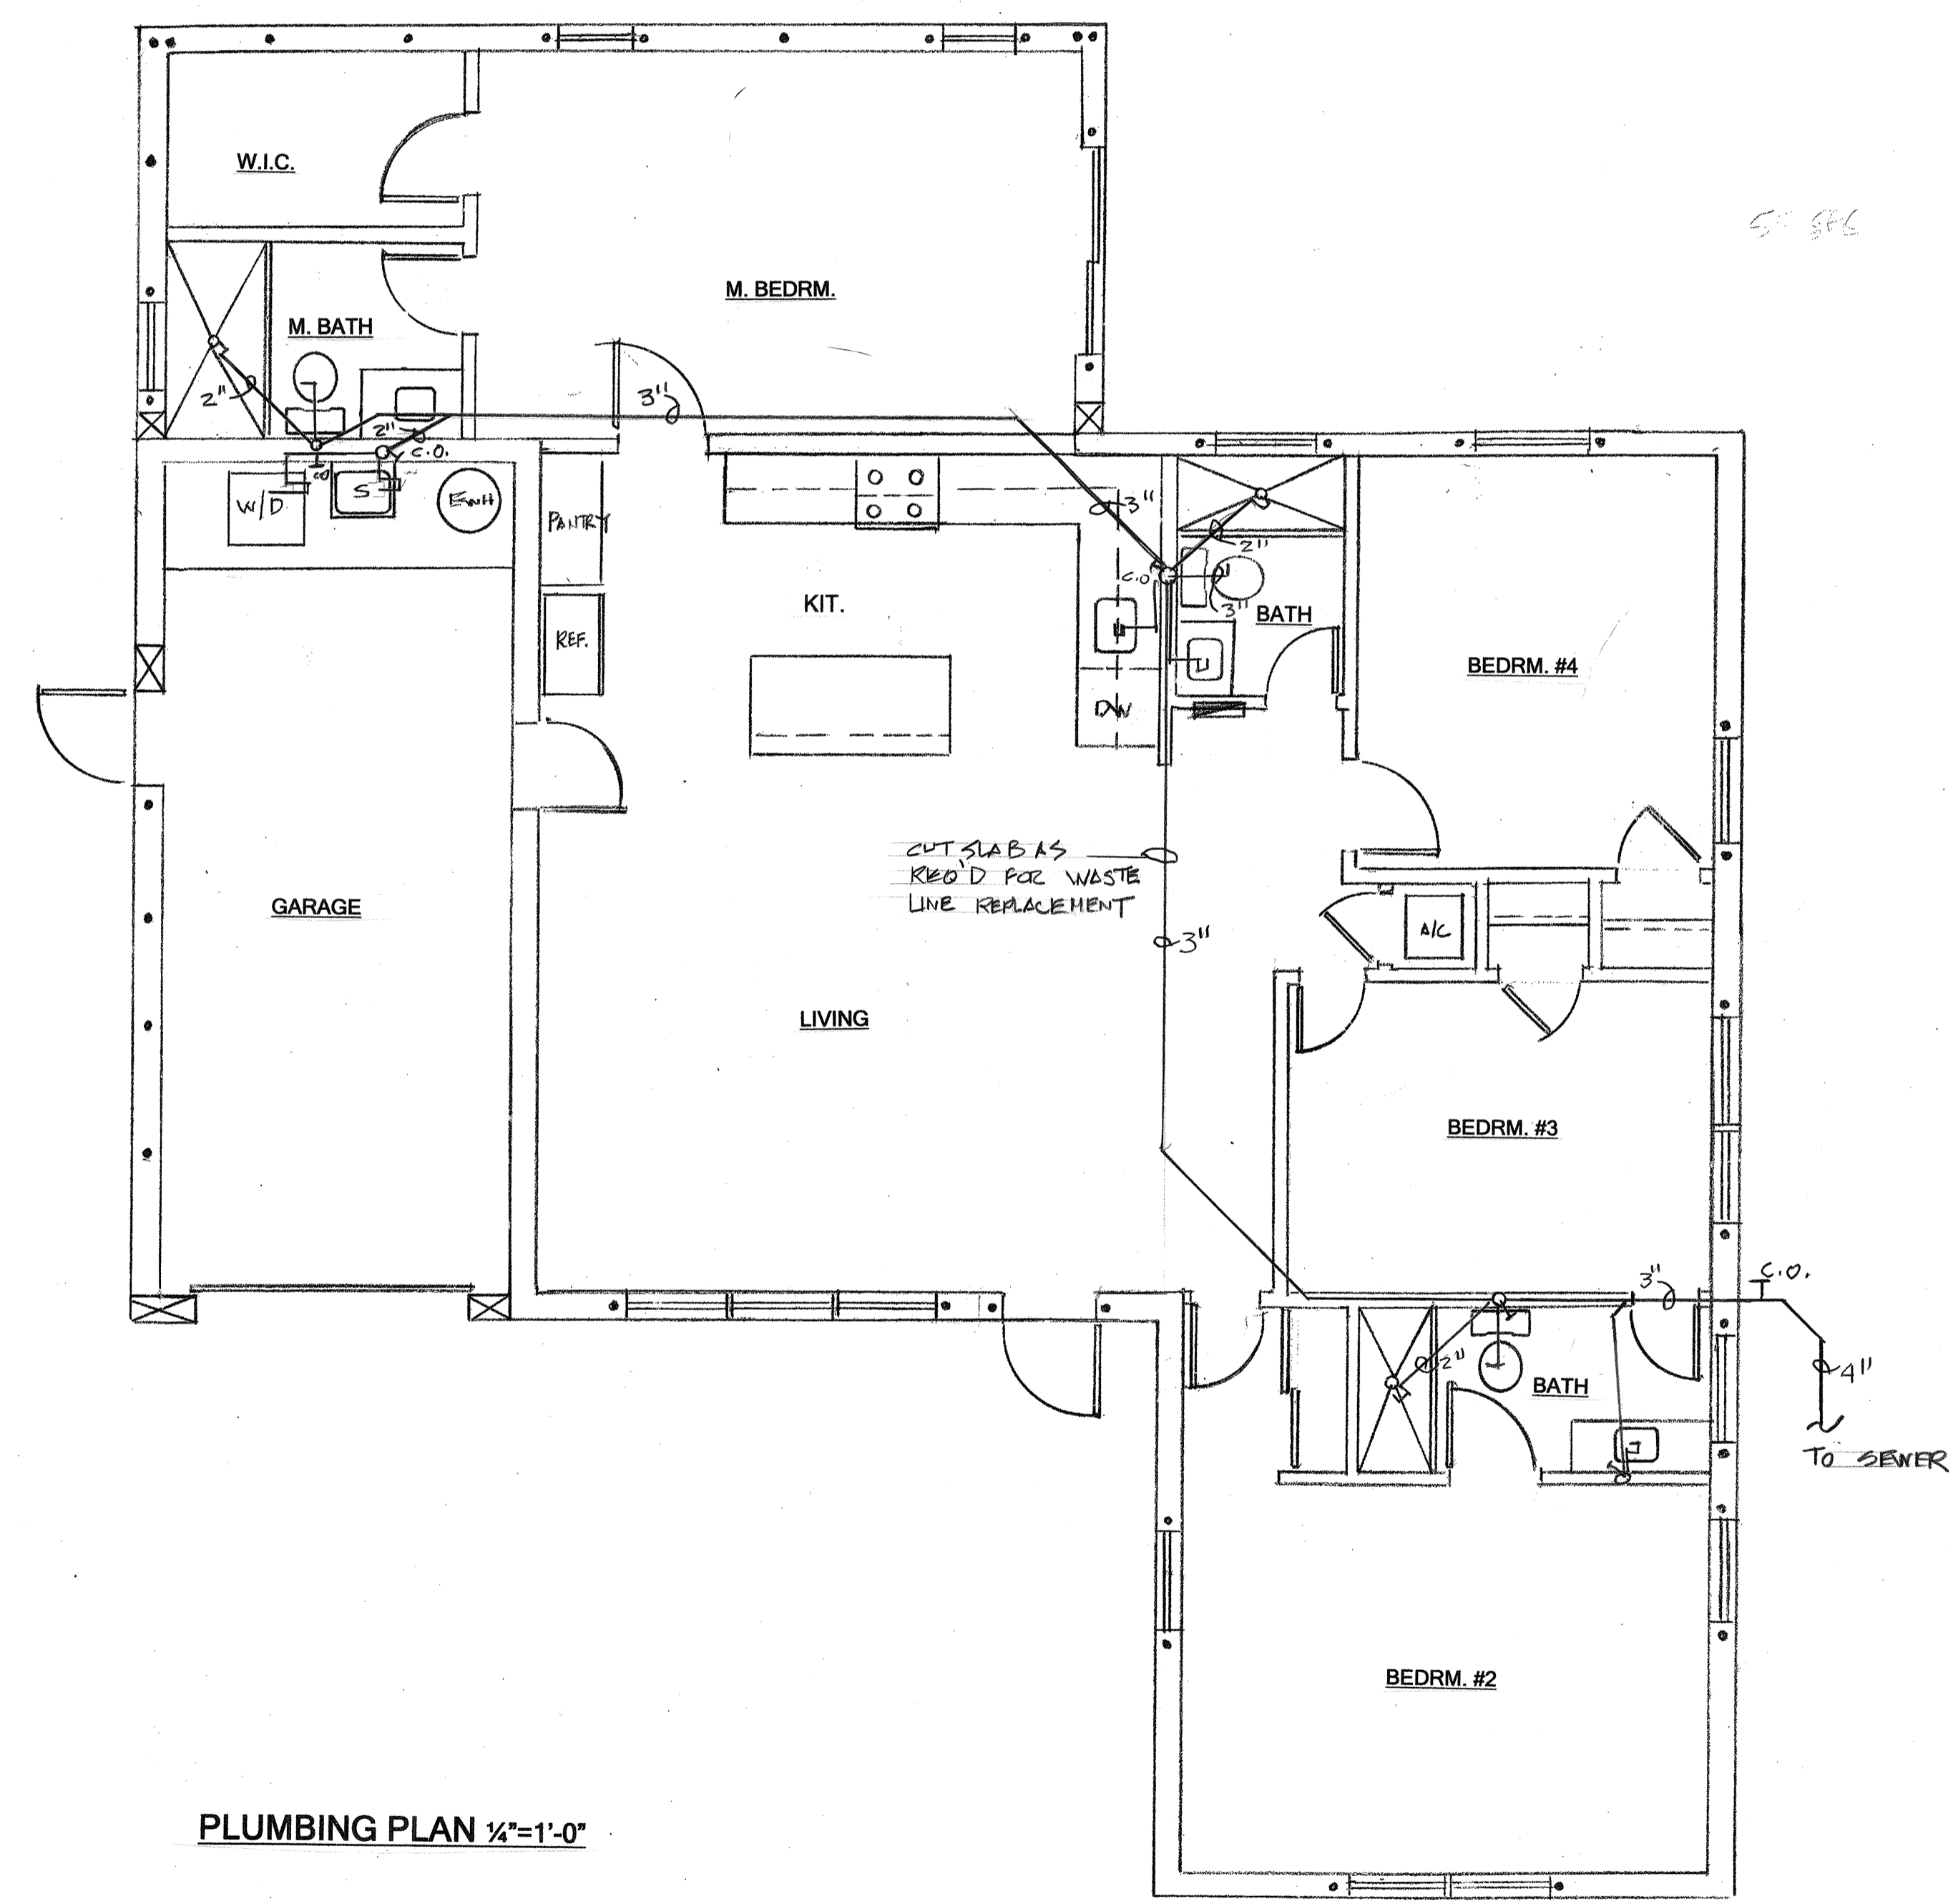 W.I.C.
M. BEDRM.
M. BATH
2"
3"
2"
C.O.
CO
W/D
S
EWH
PANTRY
3"
2"
C.O
3"
BATH
KIT.
REF.
BEDRM. #4
D/W
CUT SLAB AS
REQ'D FOR WASTE
LINE REPLACEMENT
GARAGE
A/C
3"
LIVING
BEDRM. #3
3"
C.O.
2"
BATH
4"
TO SEWER
BEDRM. #2
PLUMBING PLAN ¼"=1'-0"